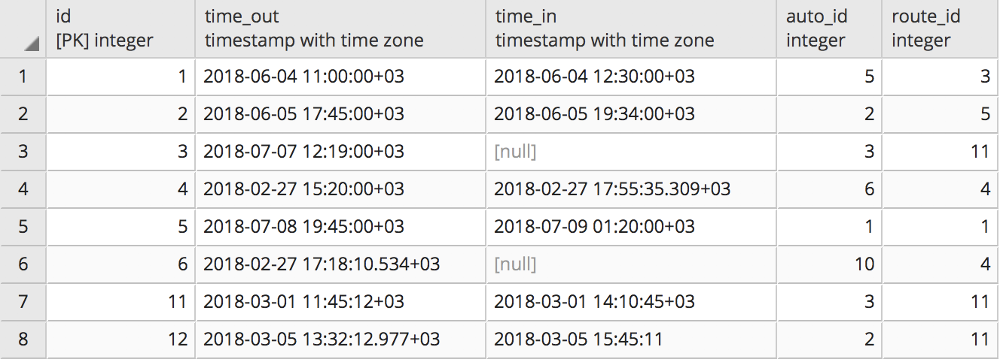 id time_out time_in auto_id route_id
[PK] integer timestamp with time zone timestamp with time zone integer integer
1 1 2018-06-04 11:00:00+03 2018-06-04 12:30:00+03 5 3
2 2 2018-06-05 17:45:00+03 2018-06-05 19:34:00+03 2 5
3 3 2018-07-07 12:19:00+03 [null] 3 11
4 4 2018-02-27 15:20:00+03 2018-02-27 17:55:35.309+03 6 4
5 5 2018-07-08 19:45:00+03 2018-07-09 01:20:00+03 1 1
6 6 2018-02-27 17:18:10.534+03 [null] 10 4
7 11 2018-03-01 11:45:12+03 2018-03-01 14:10:45+03 3 11
8 12 2018-03-05 13:32:12.977+03 2018-03-05 15:45:11 2 11